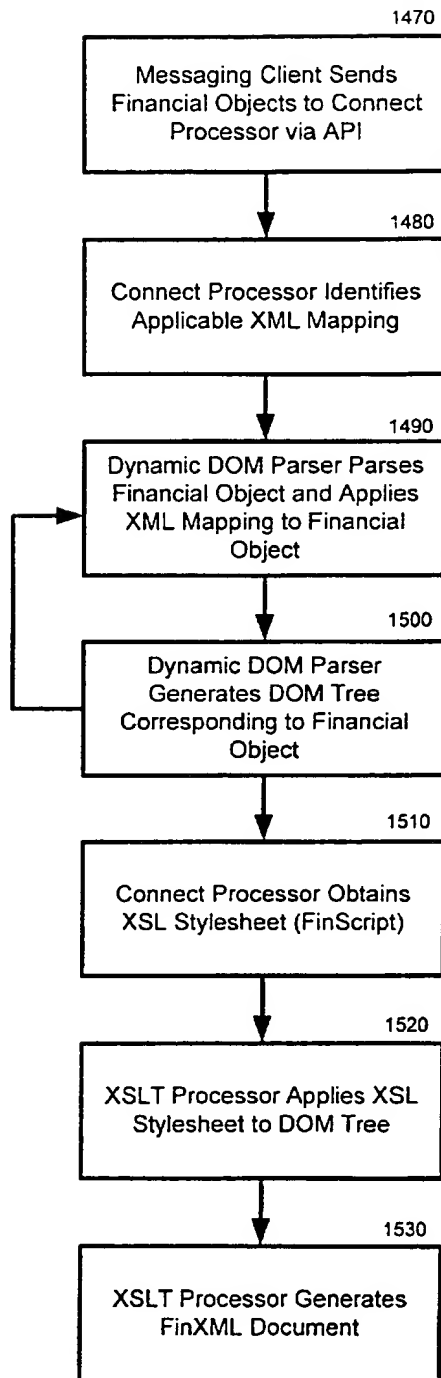 1470
Messaging Client Sends
Financial Objects to Connect
Processor via API
1480
Connect Processor Identifies
Applicable XML Mapping
1490
Dynamic DOM Parser Parses
Financial Object and Applies
XML Mapping to Financial
Object
1500
Dynamic DOM Parser
Generates DOM Tree
Corresponding to Financial
Object
1510
Connect Processor Obtains
XSL Stylesheet (FinScript)
1520
XSLT Processor Applies XSL
Stylesheet to DOM Tree
1530
XSLT Processor Generates
FinXML Document